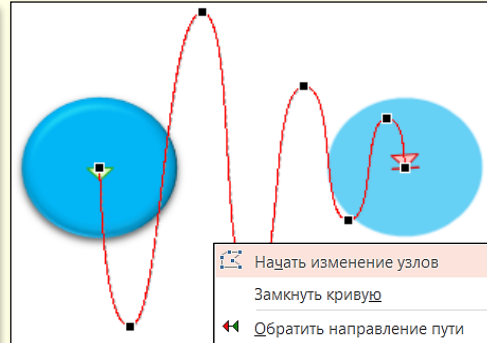 Начать изменение узлов
Замкнуть кривую
Обратить направление пути